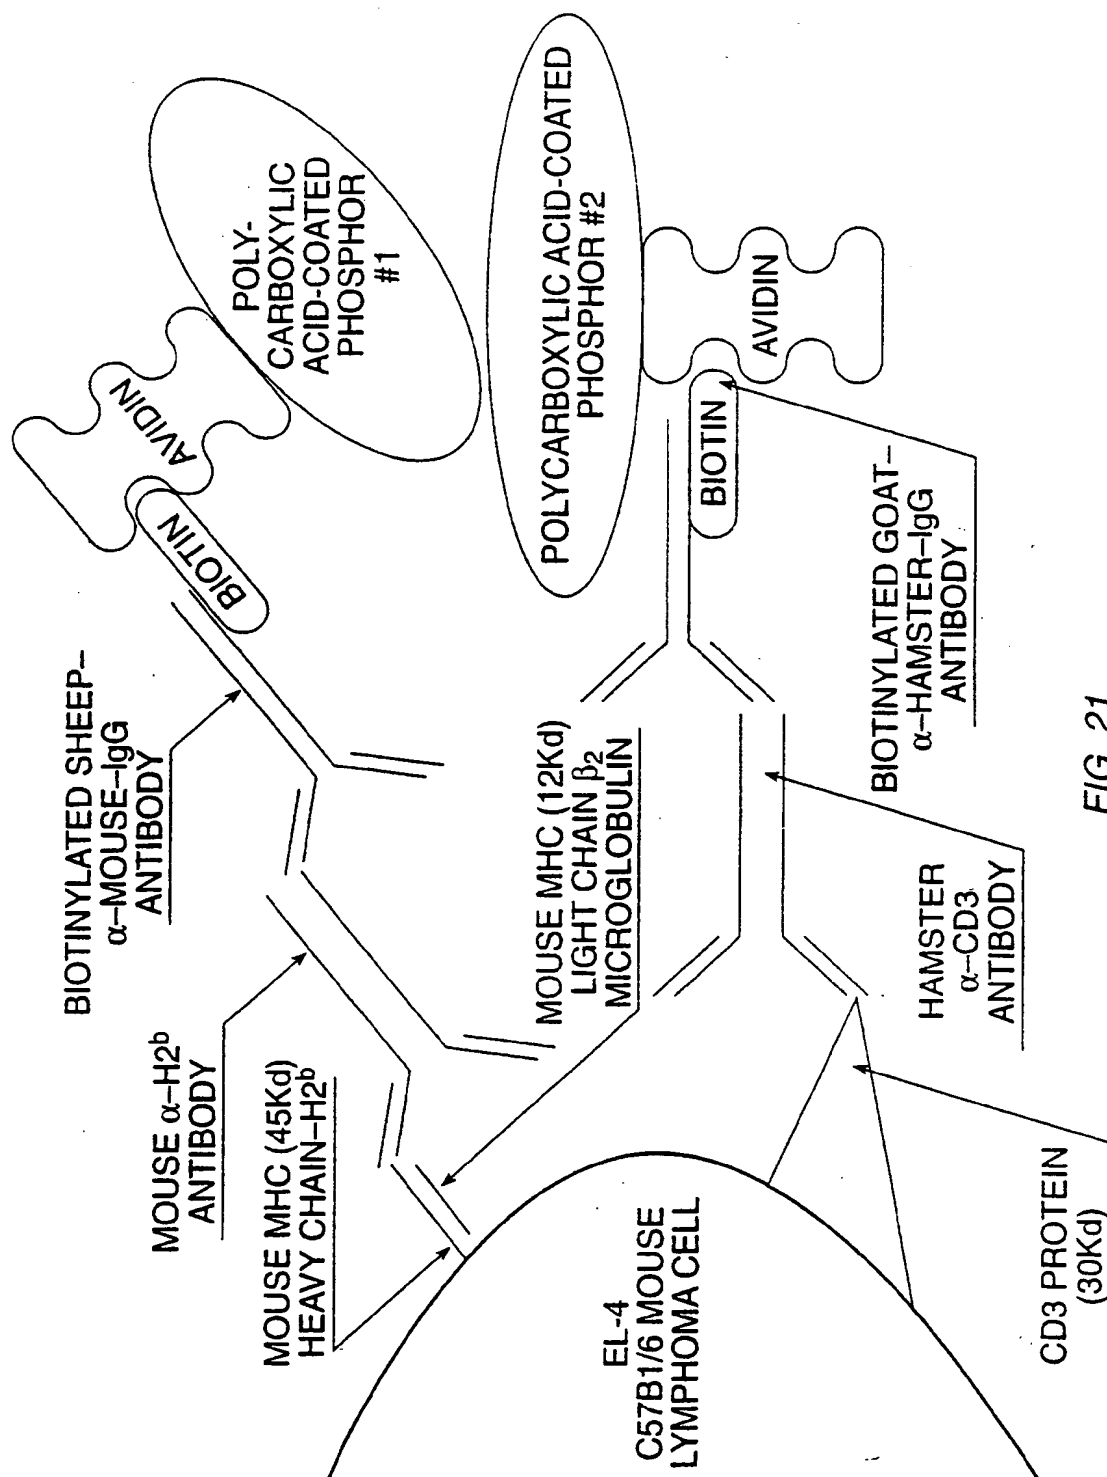 BIOTINYLATED SHEEP–
α–MOUSE–IgG
ANTIBODY
MOUSE α–H2ᵇ
ANTIBODY
MOUSE MHC (45Kd)
HEAVY CHAIN–H2ᵇ
BIOTIN
AVIDIN
POLY-
CARBOXYLIC
ACID-COATED
PHOSPHOR
#1
POLYCARBOXYLIC ACID-COATED
PHOSPHOR #2
MOUSE MHC (12Kd)
LIGHT CHAIN β₂
MICROGLOBULIN
BIOTIN
AVIDIN
EL-4
C57B1/6 MOUSE
LYMPHOMA CELL
BIOTINYLATED GOAT–
α–HAMSTER–IgG
ANTIBODY
HAMSTER
α–CD3
ANTIBODY
CD3 PROTEIN
(30Kd)
FIG. 21